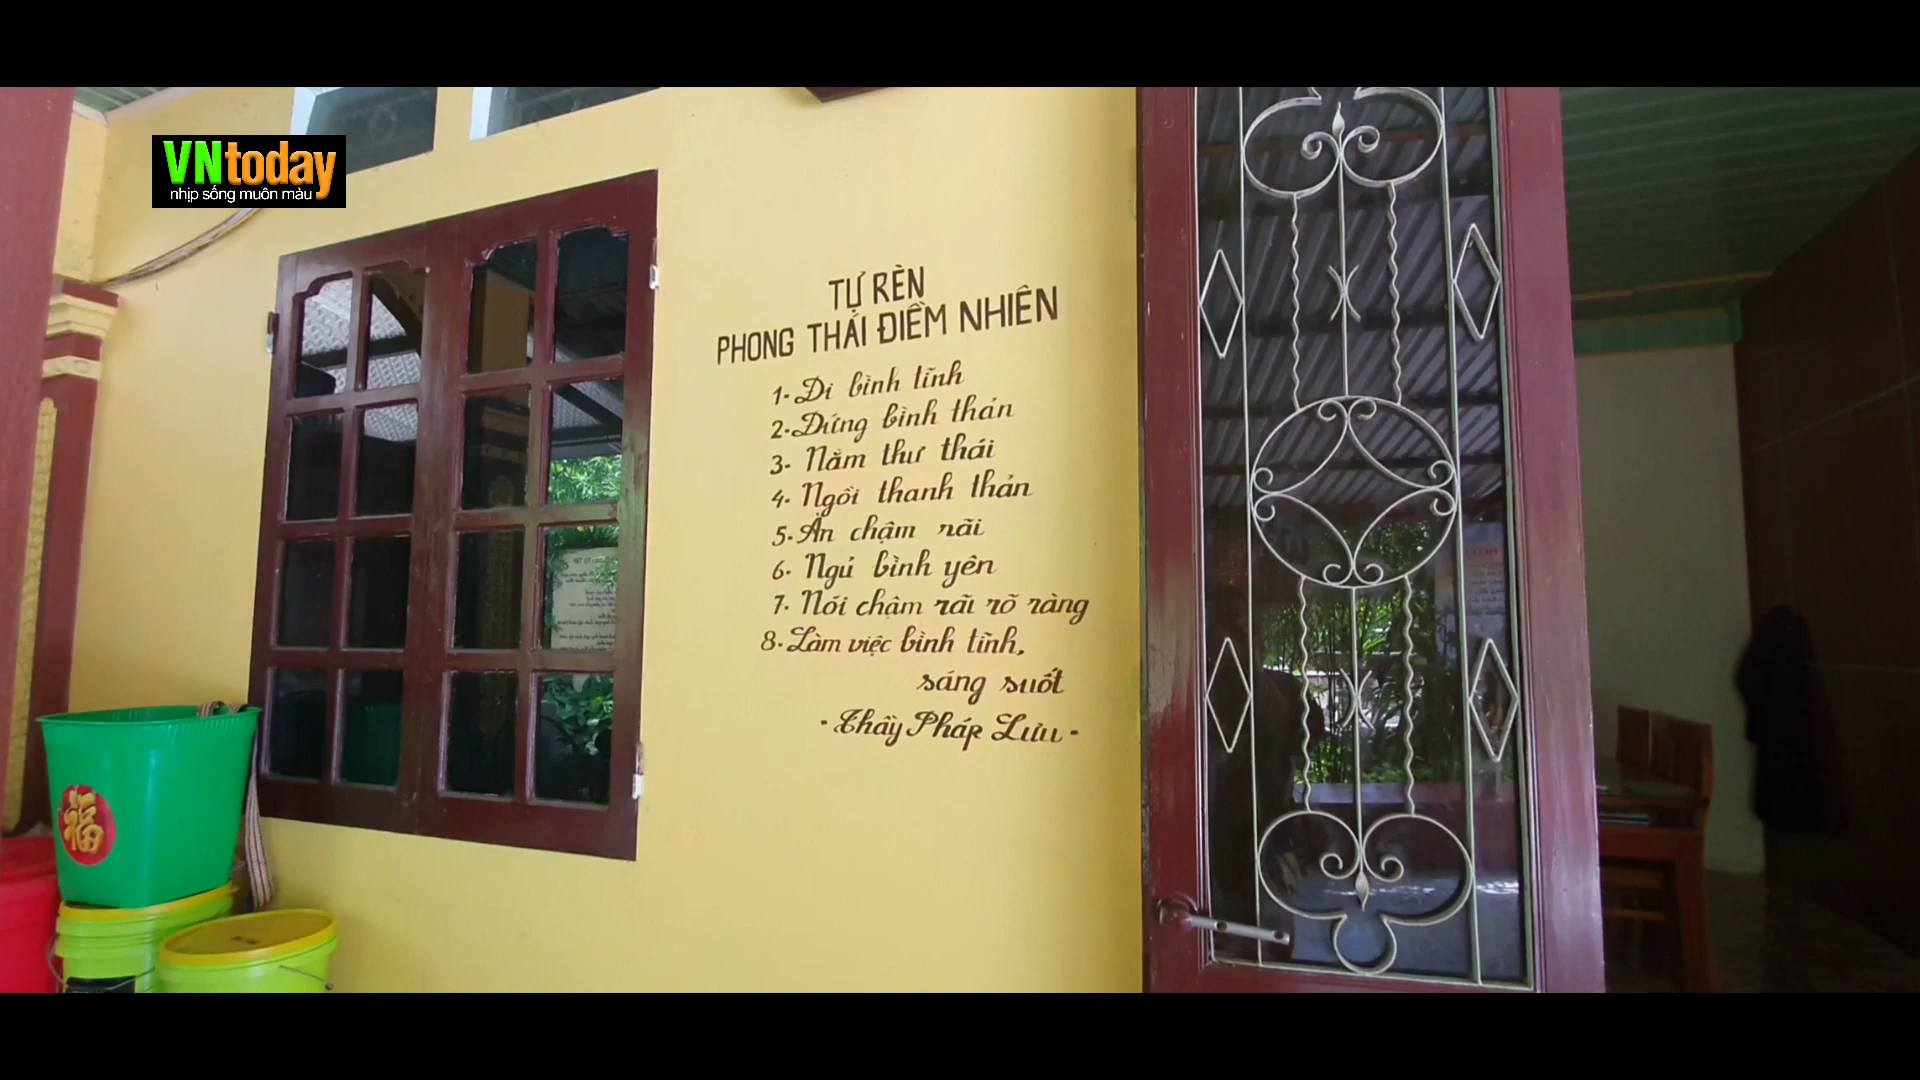 VNtoday
nhịp sống muôn màu
TỰ RÈN
PHONG THÁI ĐIỀM NHIÊN
1. Đi bình tĩnh
2. Đứng bình thản
3. Nằm thư thái
4. Ngồi thanh thản
5. Ăn chậm rãi
6. Ngủ bình yên
7. Nói chậm rãi rõ ràng
8. Làm việc bình tĩnh,
sáng suốt
- Thầy Pháp Lưu -
福